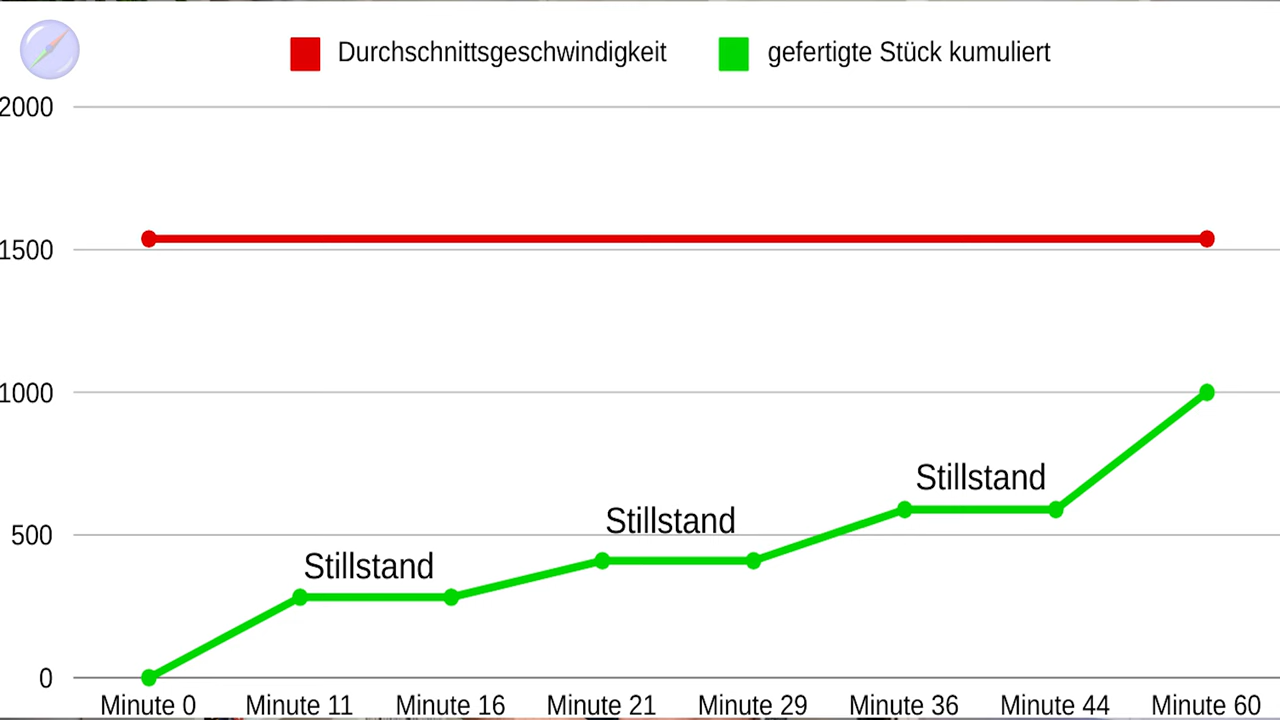 Durchschnittsgeschwindigkeit gefertigte Stück kumuliert
2000
1500
1000
Stillstand
Stillstand
500
Stillstand
0
Minute 0 Minute 11 Minute 16 Minute 21 Minute 29 Minute 36 Minute 44 Minute 60